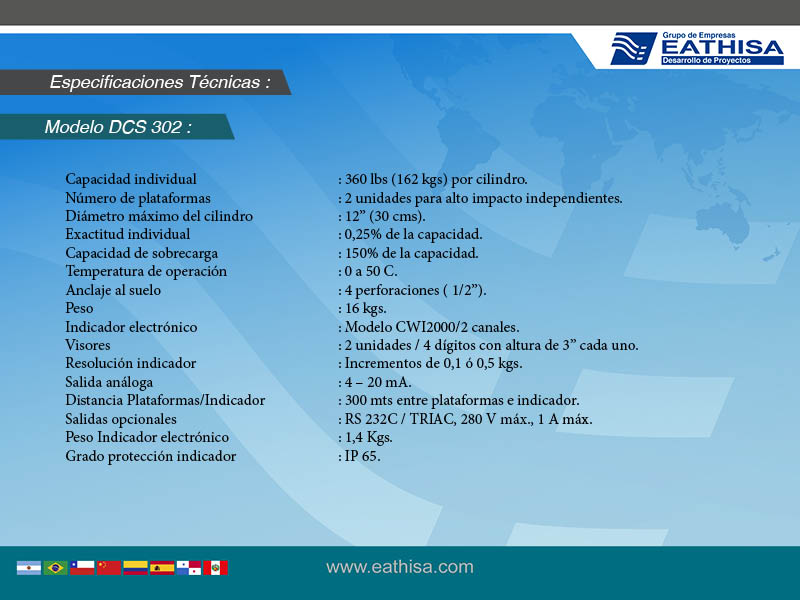 Grupo de Empresas
EATHISA
Desarrollo de Proyectos
Especificaciones Técnicas :
Modelo DCS 302 :
Capacidad individual : 360 lbs (162 kgs) por cilindro.
Número de plataformas : 2 unidades para alto impacto independientes.
Diámetro máximo del cilindro : 12” (30 cms).
Exactitud individual : 0,25% de la capacidad.
Capacidad de sobrecarga : 150% de la capacidad.
Temperatura de operación : 0 a 50 C.
Anclaje al suelo : 4 perforaciones ( 1/2”).
Peso : 16 kgs.
Indicador electrónico : Modelo CWI2000/2 canales.
Visores : 2 unidades / 4 dígitos con altura de 3” cada uno.
Resolución indicador : Incrementos de 0,1 ó 0,5 kgs.
Salida análoga : 4 – 20 mA.
Distancia Plataformas/Indicador : 300 mts entre plataformas e indicador.
Salidas opcionales : RS 232C / TRIAC, 280 V máx., 1 A máx.
Peso Indicador electrónico : 1,4 Kgs.
Grado protección indicador : IP 65.
www.eathisa.com